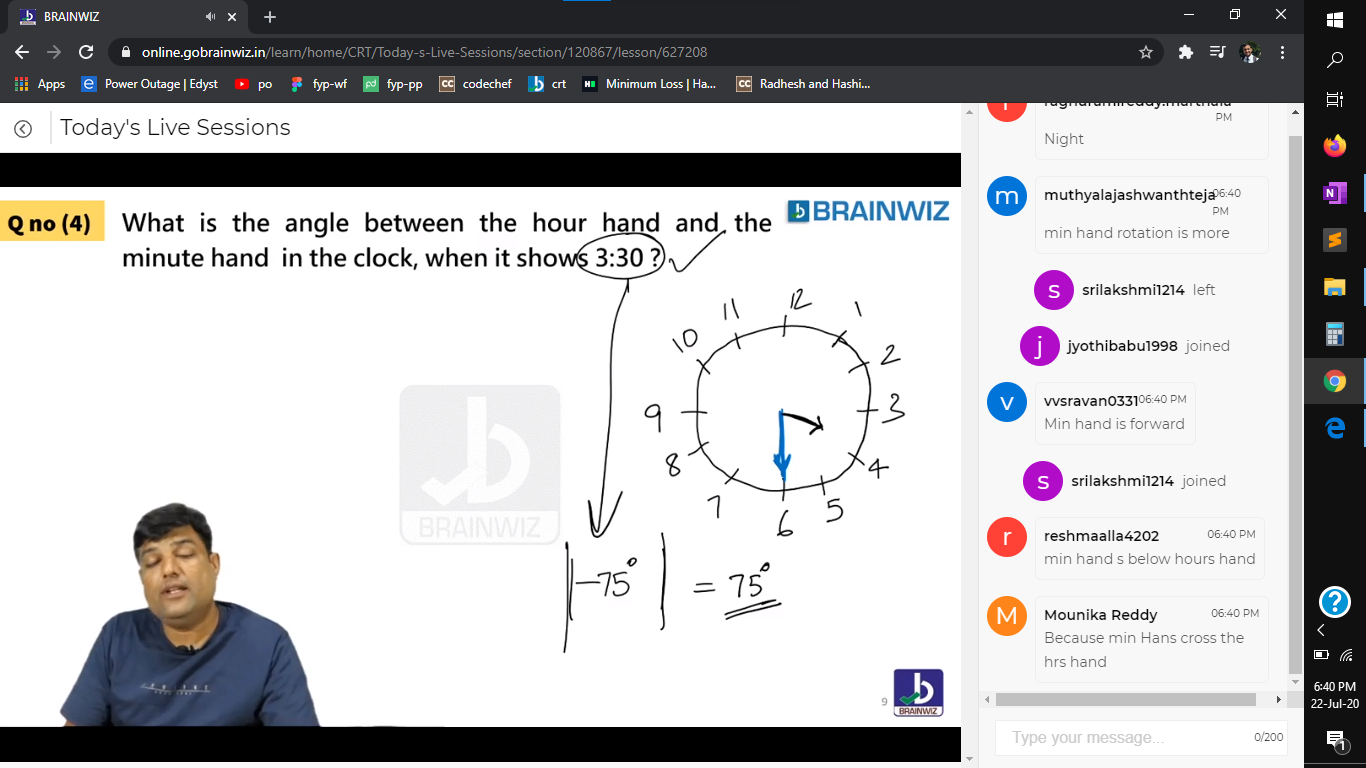 BRAINWIZ
online.gobrainwiz.in/learn/home/CRT/Today-s-Live-Sessions/section/120867/lesson/627208
Apps
Power Outage | Edyst
po
fyp-wf
fyp-pp
codechef
crt
Minimum Loss | Ha...
Radhesh and Hashi...
Today's Live Sessions
Q no (4)
What is the angle between the hour hand and the
minute hand in the clock, when it shows 3:30 ?
BRAINWIZ
12
1
2
3
4
5
6
7
8
9
10
11
BRAINWIZ
|-75°| = 75°
9
BRAINWIZ
PM
Night
muthyalajashwanthteja 06:40
PM
min hand rotation is more
s srilakshmi1214 left
j jyothibabu1998 joined
v vvsravan0331 06:40 PM
Min hand is forward
s srilakshmi1214 joined
r reshmaalla4202 06:40 PM
min hand s below hours hand
M Mounika Reddy 06:40 PM
Because min Hans cross the
hrs hand
Type your message... 0/200
6:40 PM
22-Jul-20
1